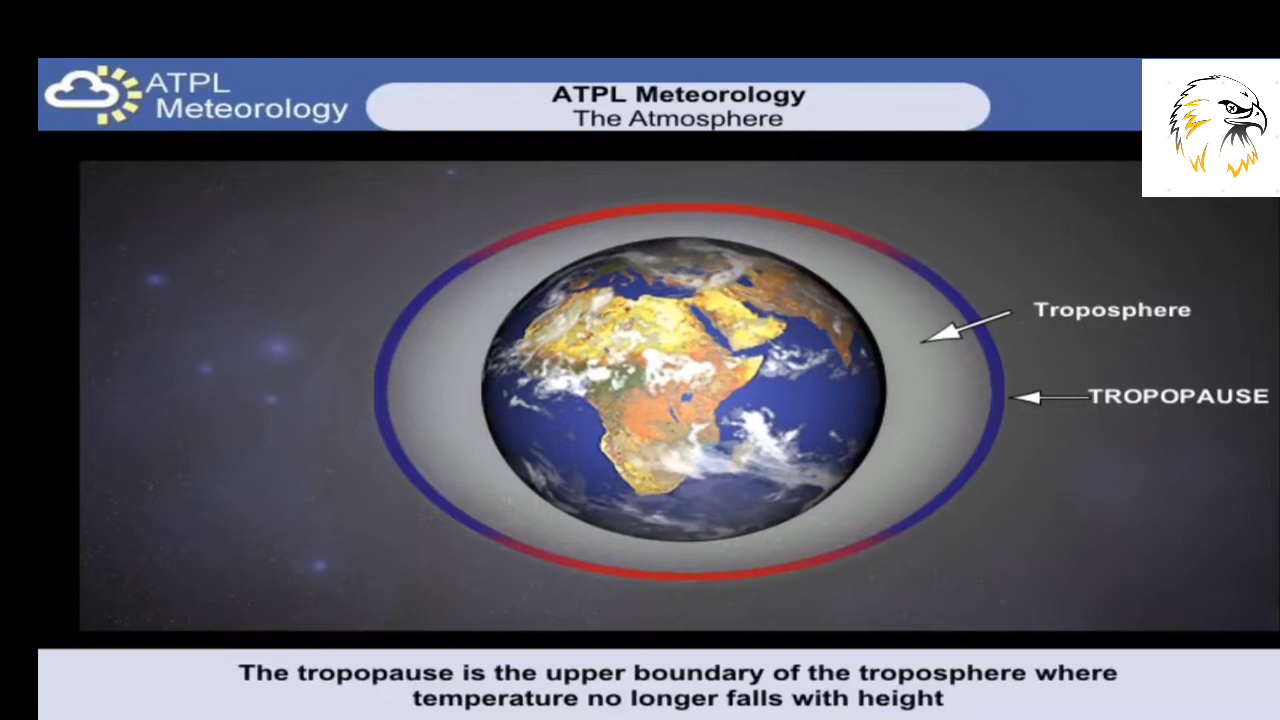 ATPL
Meteorology
ATPL Meteorology
The Atmosphere
Troposphere
TROPOPAUSE
The tropopause is the upper boundary of the troposphere where
temperature no longer falls with height